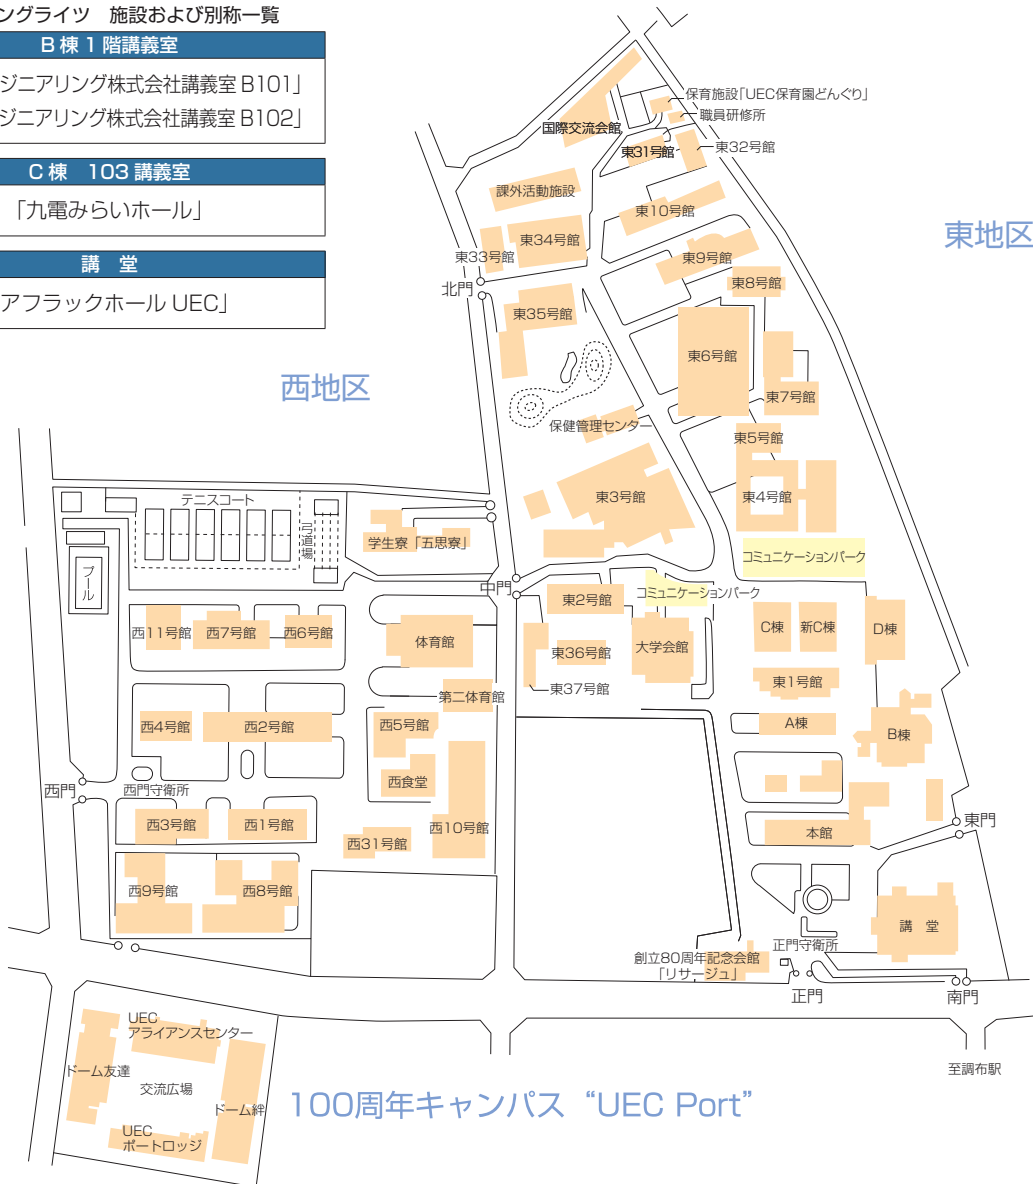 ングライツ 施設および別称一覧
B棟1階講義室
ジニアリング株式会社講義室 B101」
ジニアリング株式会社講義室 B102」
C棟 103講義室
「九電みらいホール」
講 堂
アフラックホール UEC」
保育施設「UEC保育園どんぐり」
職員研修所
国際交流会館
東31号館
東32号館
課外活動施設
東10号館
東34号館
東33号館
東9号館
東8号館
東地区
北門
東35号館
東6号館
東7号館
西地区
保健管理センター
東5号館
東3号館
東4号館
テニスコート
弓道場
学生寮「五思寮」
コミュニケーションパーク
プール
中門
東2号館
コミュニケーションパーク
西11号館
西7号館
西6号館
体育館
東36号館
大学会館
C棟
新C棟
D棟
東37号館
東1号館
第二体育館
西4号館
西2号館
西5号館
A棟
B棟
西食堂
西門
西門守衛所
西3号館
西1号館
西10号館
西31号館
本館
東門
西9号館
西8号館
講 堂
正門守衛所
創立80周年記念会館
「リサージュ」
正門
南門
至調布駅
UEC
アライアンスセンター
ドーム友達
交流広場
ドーム絆
UEC
ポートロッジ
100周年キャンパス “UEC Port”